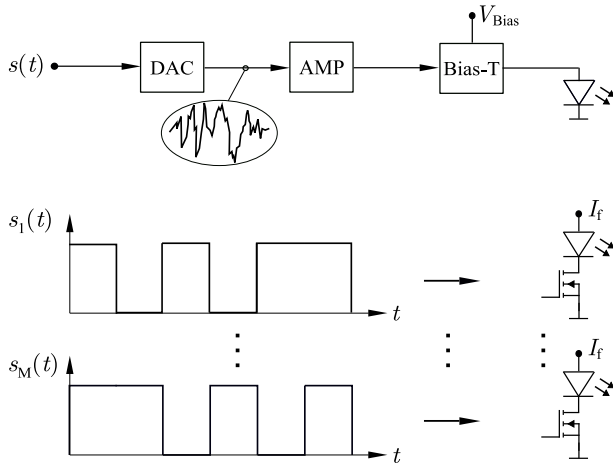 V_Bias
s(t) DAC AMP Bias-T
s_1(t) I_f
t
s_M(t) I_f
t